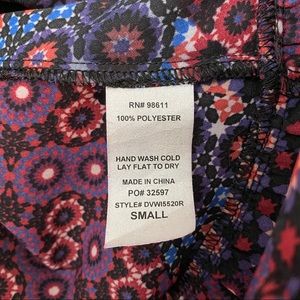 RN# 98611
100% POLYESTER
HAND WASH COLD
LAY FLAT TO DRY
MADE IN CHINA
PO# 32597
STYLE# DVWI5520R
SMALL